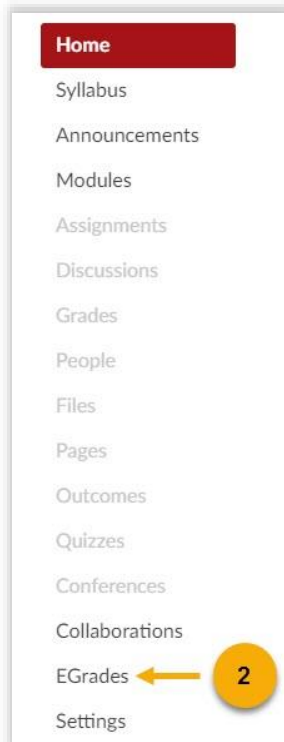 Home
Syllabus
Announcements
Modules
Assignments
Discussions
Grades
People
Files
Pages
Outcomes
Quizzes
Conferences
Collaborations
EGrades 2
Settings